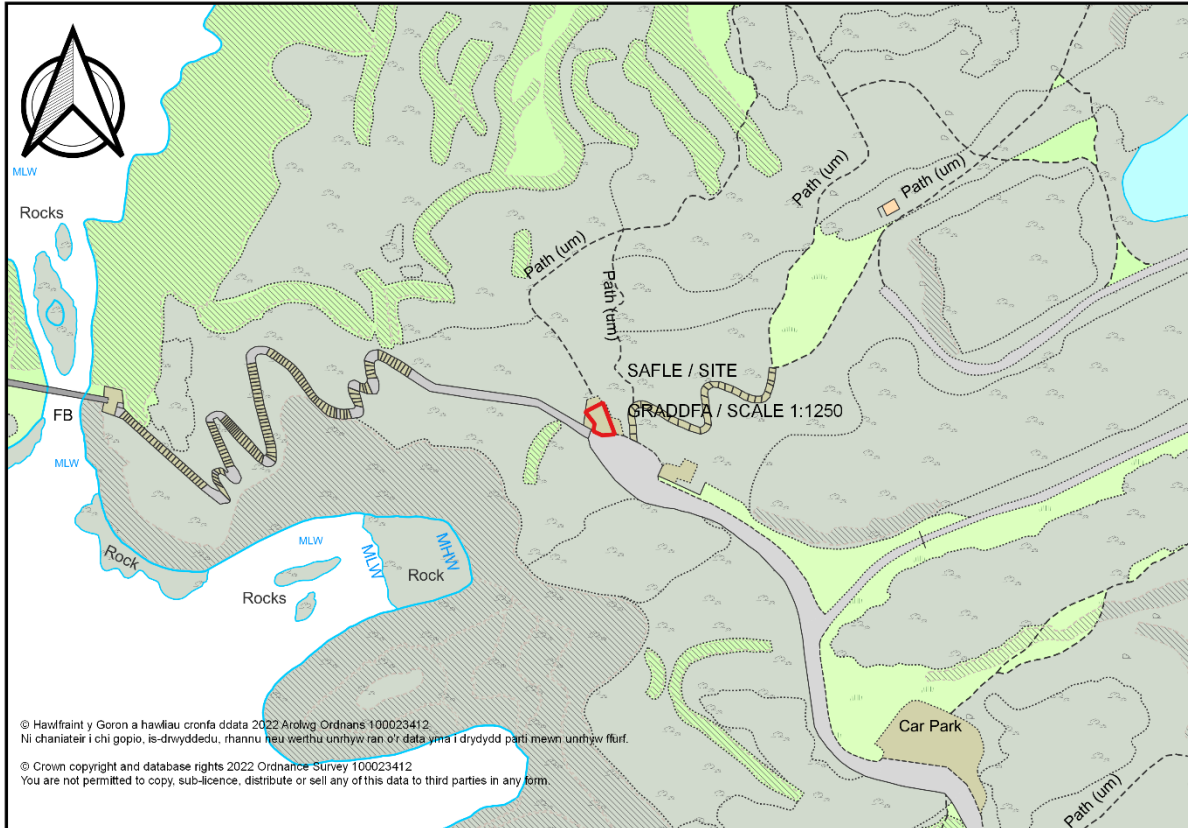 MLW
Rocks
Path (um)
Path (um)
Path (um)
Path (um)
SAFLE / SITE
GRADDFA / SCALE 1:1250
FB
MLW
MLW
MLW
MHW
Rock
Rock
Rocks
Car Park
Path (um)
© Hawlfraint y Goron a hawliau cronfa ddata 2022 Arolwg Ordnans 100023412
Ni chaniateir i chi gopio, is-drwyddedu, rhannu neu werthu unrhyw ran o'r data yma i drydydd parti mewn unrhyw ffurf.
© Crown copyright and database rights 2022 Ordnance Survey 100023412
You are not permitted to copy, sub-licence, distribute or sell any of this data to third parties in any form.